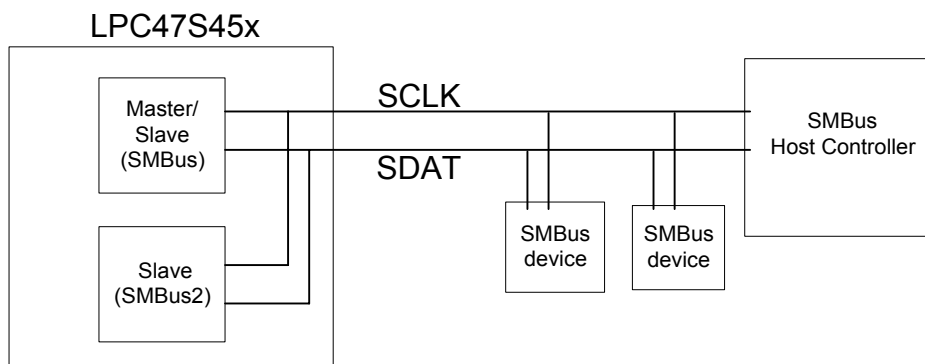 LPC47S45x
Master/
Slave
(SMBus)
SCLK
SDAT
SMBus
Host Controller
SMBus
device
SMBus
device
Slave
(SMBus2)